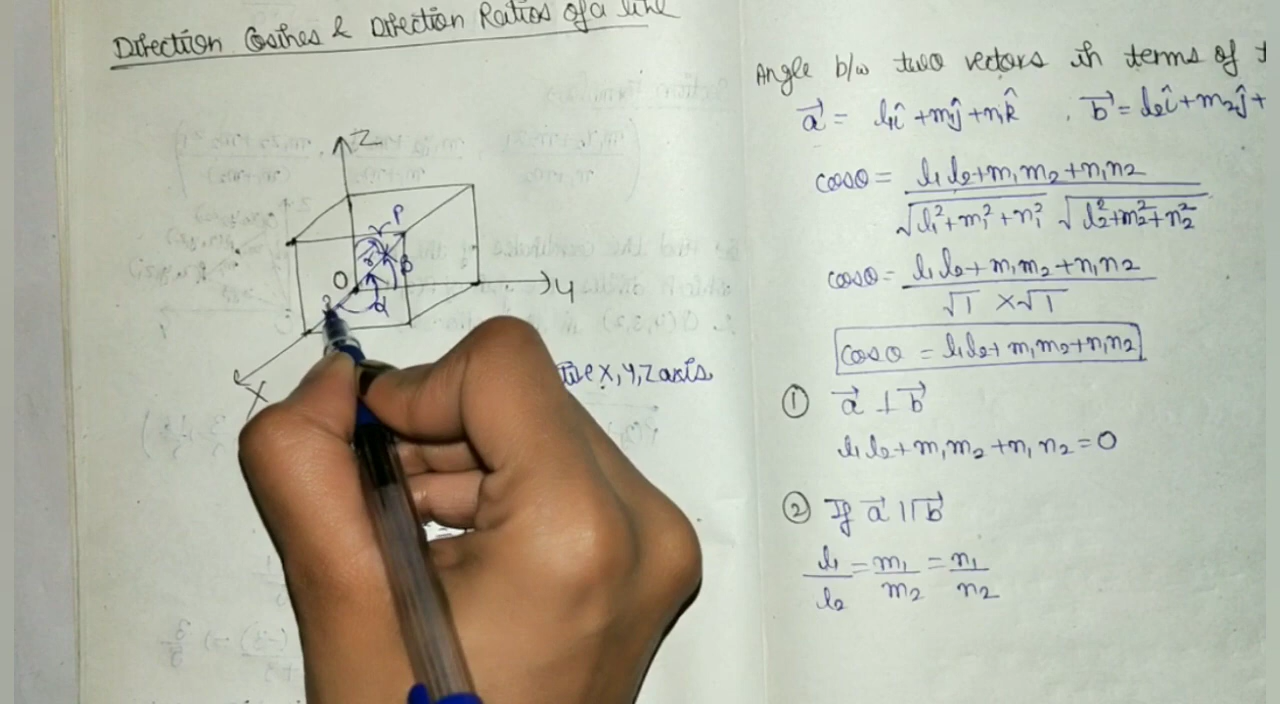 Direction Cosines & Direction Ratios of a line
Z
P
γ
β
O
α
Y
X
tive X, Y, Z axis
Angle b/w two vectors in terms of
a⃗ = l₁î + m₁ĵ + n₁k̂ , b⃗ = l₂î + m₂ĵ +
cosθ = (l₁l₂ + m₁m₂ + n₁n₂) / (√(l₁² + m₁² + n₁²) √(l₂² + m₂² + n₂²))
cosθ = (l₁l₂ + m₁m₂ + n₁n₂) / (√1 × √1)
cosθ = l₁l₂ + m₁m₂ + n₁n₂
① a⃗ ⊥ b⃗
l₁l₂ + m₁m₂ + n₁n₂ = 0
② If a⃗ || b⃗
l₁/l₂ = m₁/m₂ = n₁/n₂